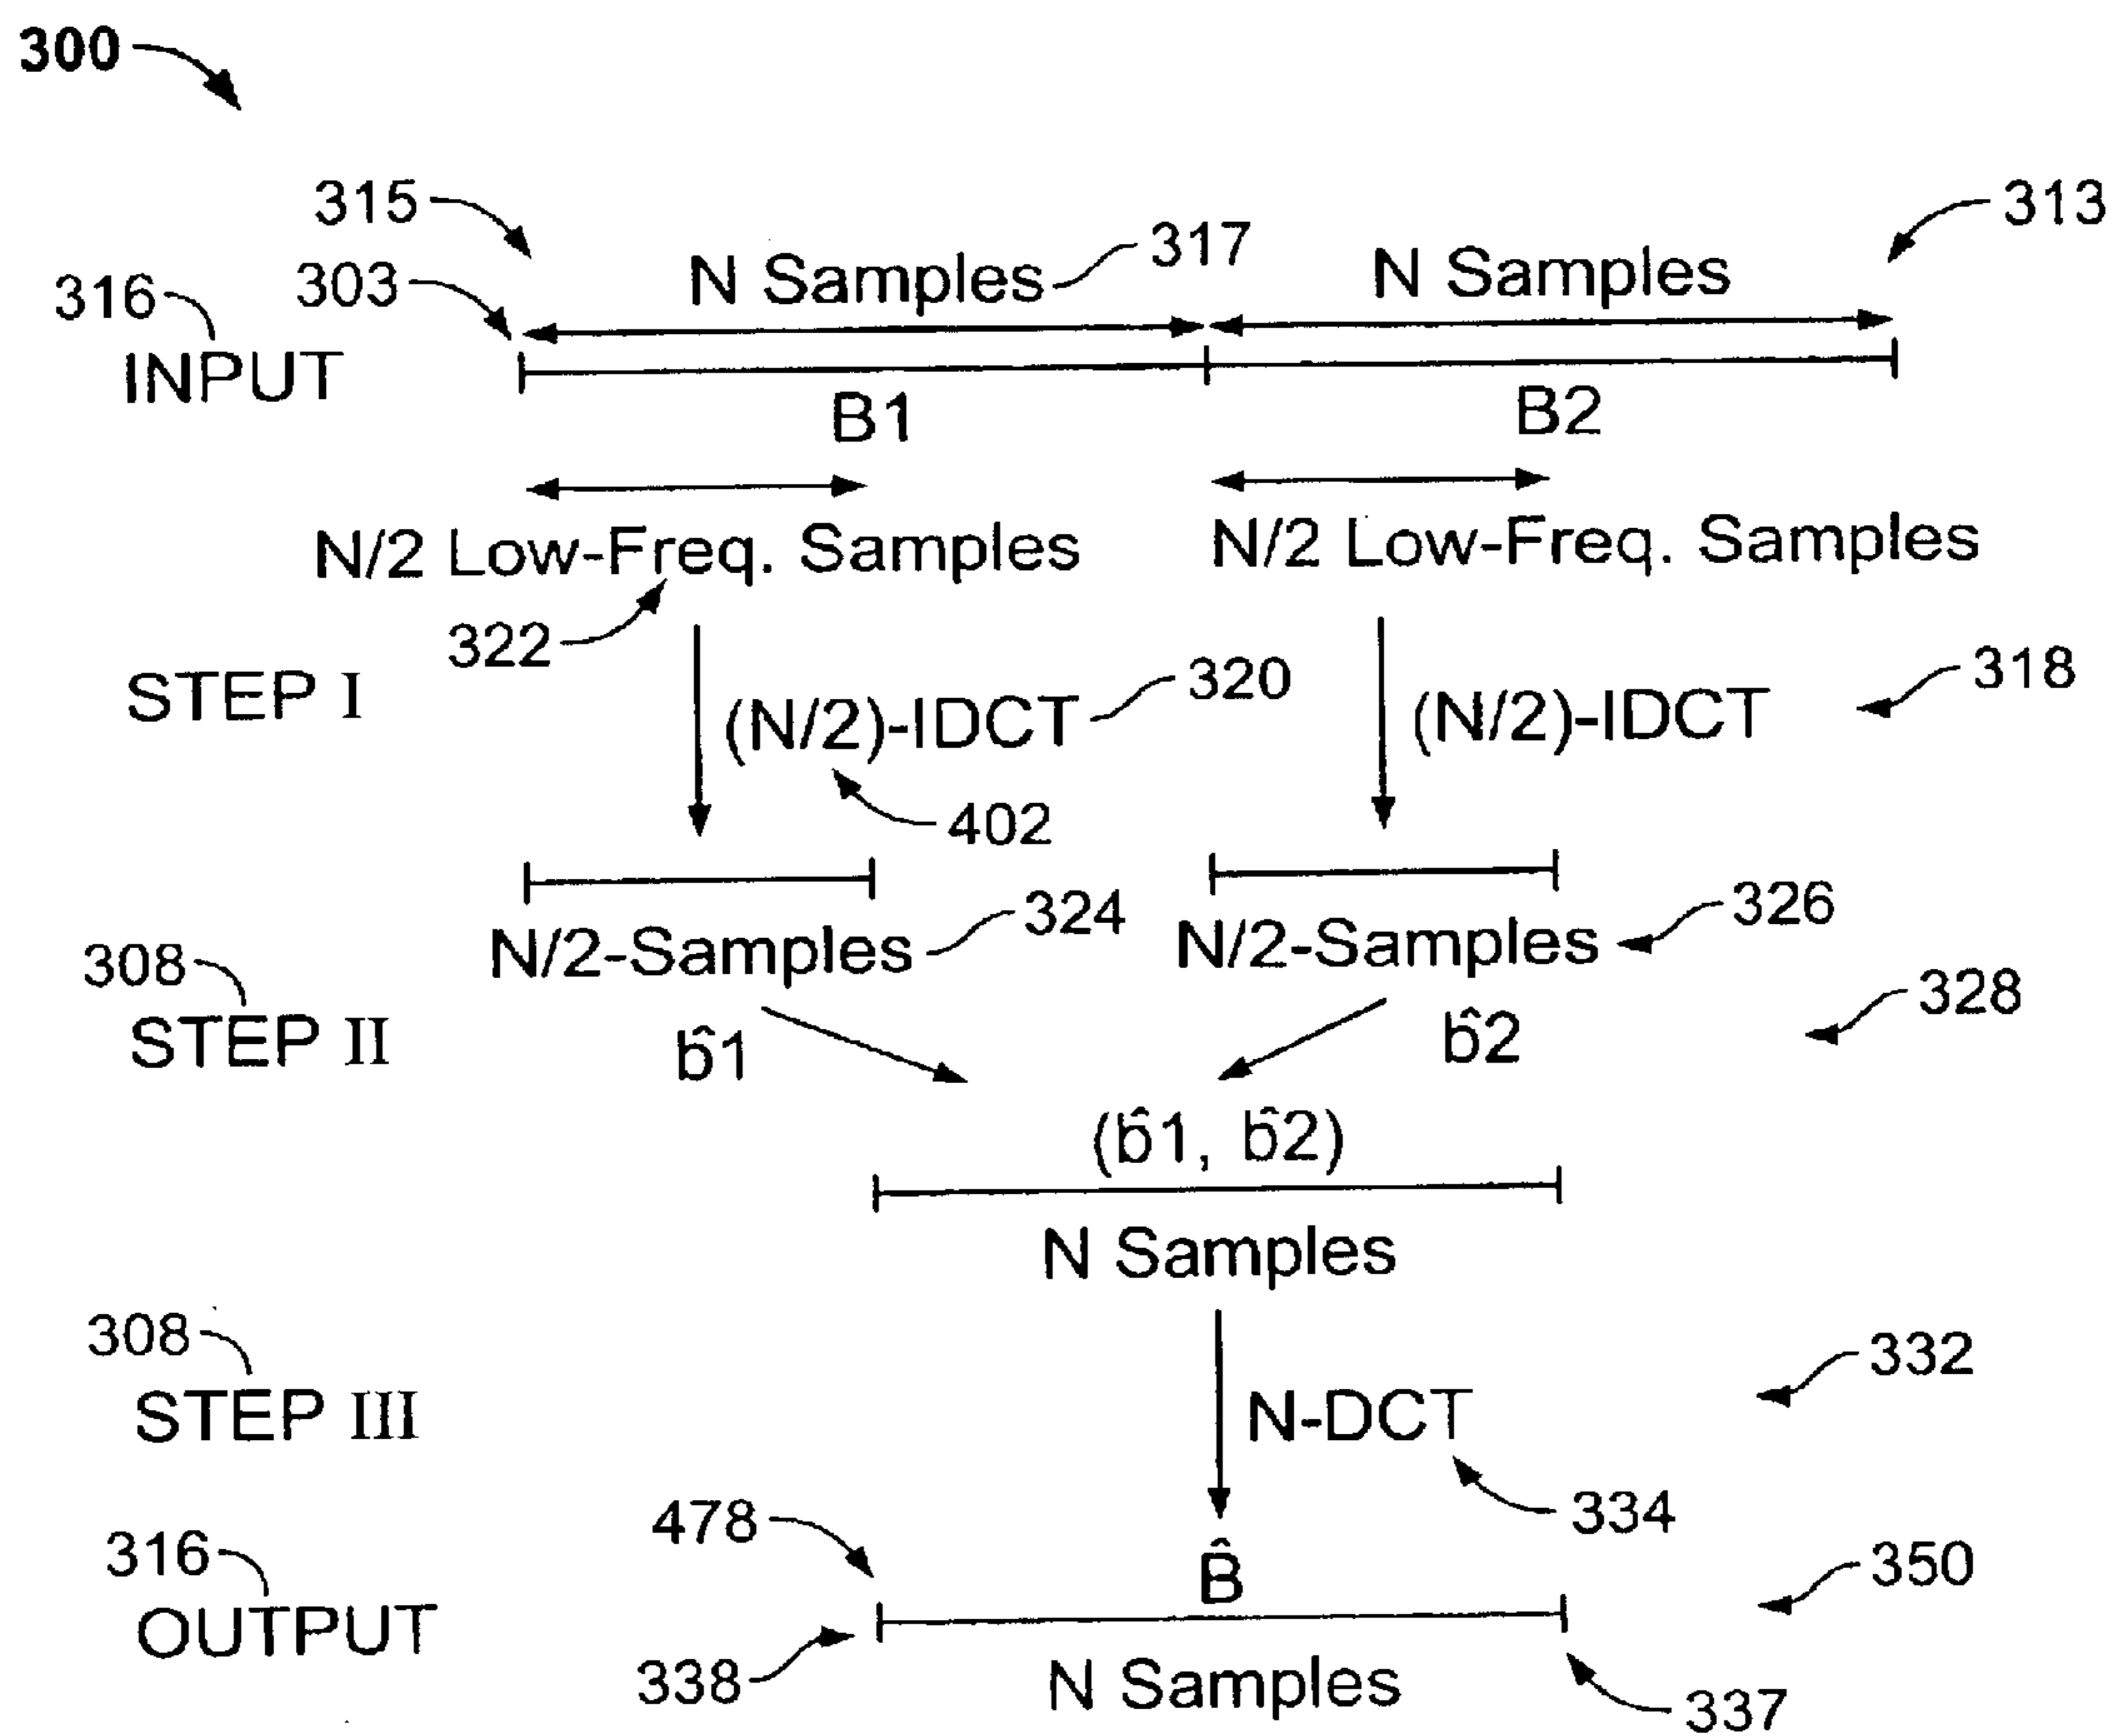 300
315
313
317
N Samples
N Samples
303
316
INPUT
B1
B2
N/2 Low-Freq. Samples
N/2 Low-Freq. Samples
322
320
318
STEP I
(N/2)-IDCT
(N/2)-IDCT
402
324
326
N/2-Samples
N/2-Samples
308
328
STEP II
b̂1
b̂2
(b̂1, b̂2)
N Samples
308
332
STEP III
N-DCT
334
478
316
350
B̂
OUTPUT
338
N Samples
337